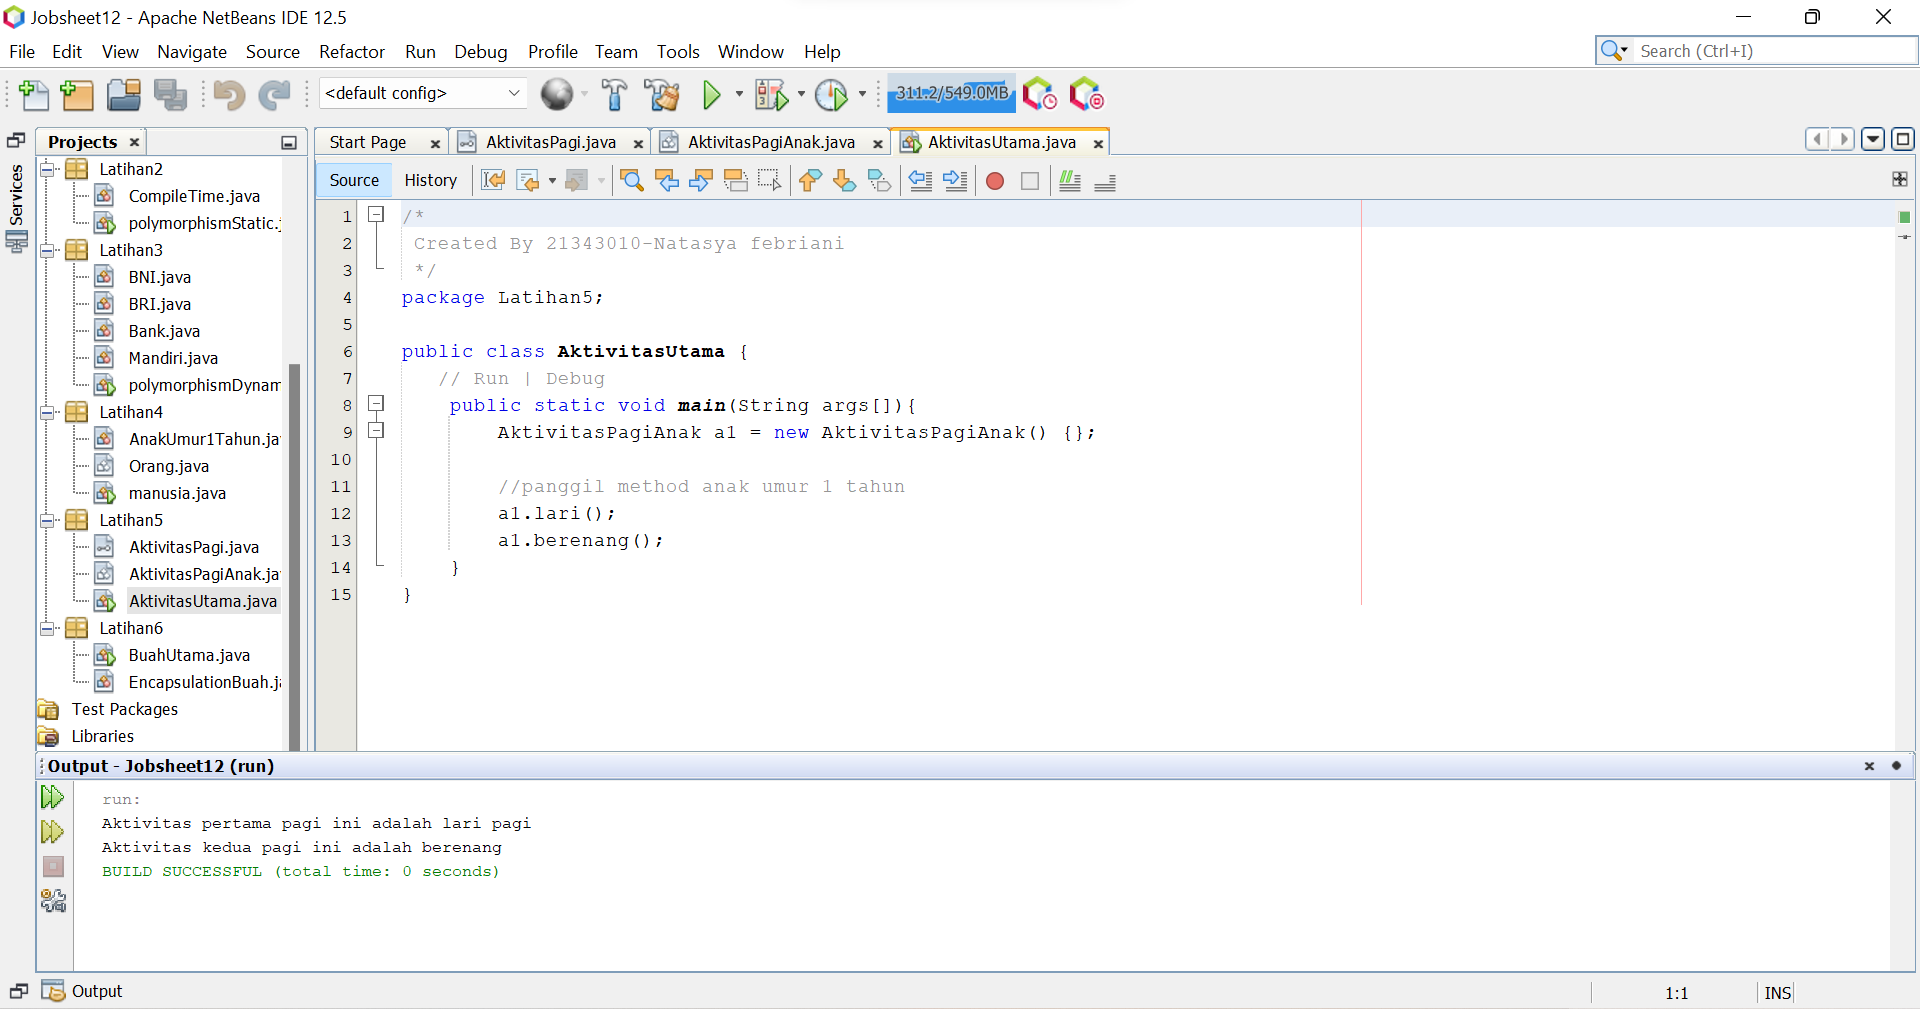 Jobsheet12 - Apache NetBeans IDE 12.5
File Edit View Navigate Source Refactor Run Debug Profile Team Tools Window Help
Search (Ctrl+I)
<default config>
311.2/549.0MB
Services
Projects
Latihan2
CompileTime.java
polymorphismStatic.j
Latihan3
BNI.java
BRI.java
Bank.java
Mandiri.java
polymorphismDynam
Latihan4
AnakUmur1Tahun.ja
Orang.java
manusia.java
Latihan5
AktivitasPagi.java
AktivitasPagiAnak.ja
AktivitasUtama.java
Latihan6
BuahUtama.java
EncapsulationBuah.ja
Test Packages
Libraries
Start Page AktivitasPagi.java AktivitasPagiAnak.java AktivitasUtama.java
Source History
1 /*
2 Created By 21343010-Natasya febriani
3 */
4 package Latihan5;
5
6 public class AktivitasUtama {
7 // Run | Debug
8 public static void main(String args[]){
9 AktivitasPagiAnak a1 = new AktivitasPagiAnak() {};
10
11 //panggil method anak umur 1 tahun
12 a1.lari();
13 a1.berenang();
14 }
15 }
Output - Jobsheet12 (run)
run:
Aktivitas pertama pagi ini adalah lari pagi
Aktivitas kedua pagi ini adalah berenang
BUILD SUCCESSFUL (total time: 0 seconds)
Output
1:1 INS